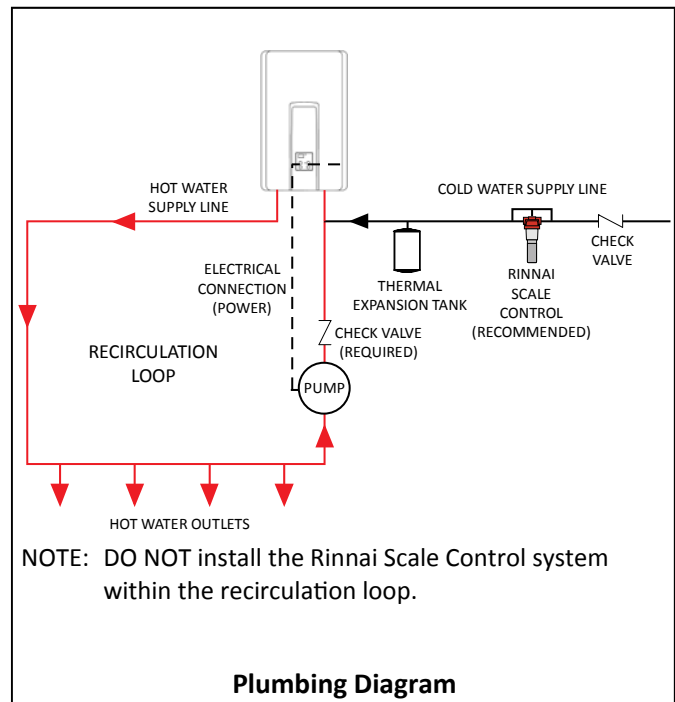 HOT WATER
SUPPLY LINE
COLD WATER SUPPLY LINE
CHECK
VALVE
ELECTRICAL
CONNECTION
(POWER)
THERMAL
EXPANSION TANK
RINNAI
SCALE
CONTROL
(RECOMMENDED)
RECIRCULATION
LOOP
CHECK VALVE
(REQUIRED)
PUMP
HOT WATER OUTLETS
NOTE: DO NOT install the Rinnai Scale Control system
within the recirculation loop.
Plumbing Diagram